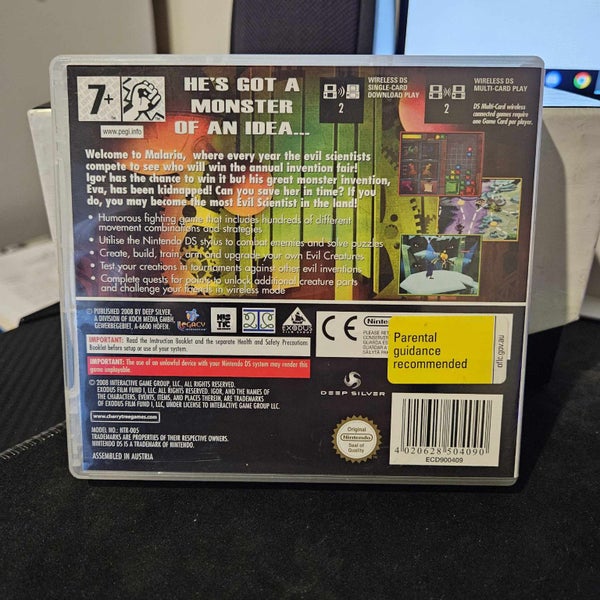 7+
www.pegi.info
HE'S GOT A
MONSTER
OF AN IDEA...
2
WIRELESS DS
SINGLE-CARD
DOWNLOAD PLAY
2
WIRELESS DS
MULTI-CARD PLAY
DS Multi-Card wireless
connected games require
one Game Card per player.
Welcome to Malaria, where every year the evil scientists
compete to see who will win the annual invention fair!
Igor has the chance to win it but his great monster invention,
Eva, has been kidnapped! Can you save her in time? If you
do, you may become the most Evil Scientist in the land!
• Humorous fighting game that includes hundreds of different
movement combinations and strategies
• Utilise the Nintendo DS stylus to combat enemies and solve puzzles
• Create, build, train, arm and upgrade your own Evil Creatures
• Test your creations in tournaments against other evil inventions
• Complete quests for points to unlock additional creature parts
and challenge your friends in wireless mode
© PUBLISHED 2008 BY DEEP SILVER,
A DIVISION OF KOCH MEDIA GMBH,
GEWERBEGEBIET, A-6600 HÖFEN.
LEGACY
EXODUS
CE
Ninte
PLEASE RET
IMPORTANT: Read the Instruction Booklet and the separate Health and Safety Precautions
Booklet before setup or use of your system.
IMPORTANT: The use of an unlawful device with your Nintendo DS system may render this
game unplayable.
Parental
guidance
recommended
oflc.gov.au
© 2008 INTERACTIVE GAME GROUP, LLC. ALL RIGHTS RESERVED.
EXODUS FILM FUND I, LLC. ALL RIGHTS RESERVED. IGOR, AND THE NAMES OF
THE CHARACTERS, EVENTS, ITEMS, AND PLACES THEREIN, ARE TRADEMARKS
OF EXODUS FILM FUND I, LLC, UNDER LICENSE TO INTERACTIVE GAME GROUP, LLC.
www.cherrytreegames.com
DEEP SILVER
MODEL NO.: NTR-005
TRADEMARKS ARE PROPERTIES OF THEIR RESPECTIVE OWNERS.
NINTENDO DS IS A TRADEMARK OF NINTENDO.
ASSEMBLED IN AUSTRIA
Original
Nintendo
Seal of
Quality
4 020628 504090
ECD900409